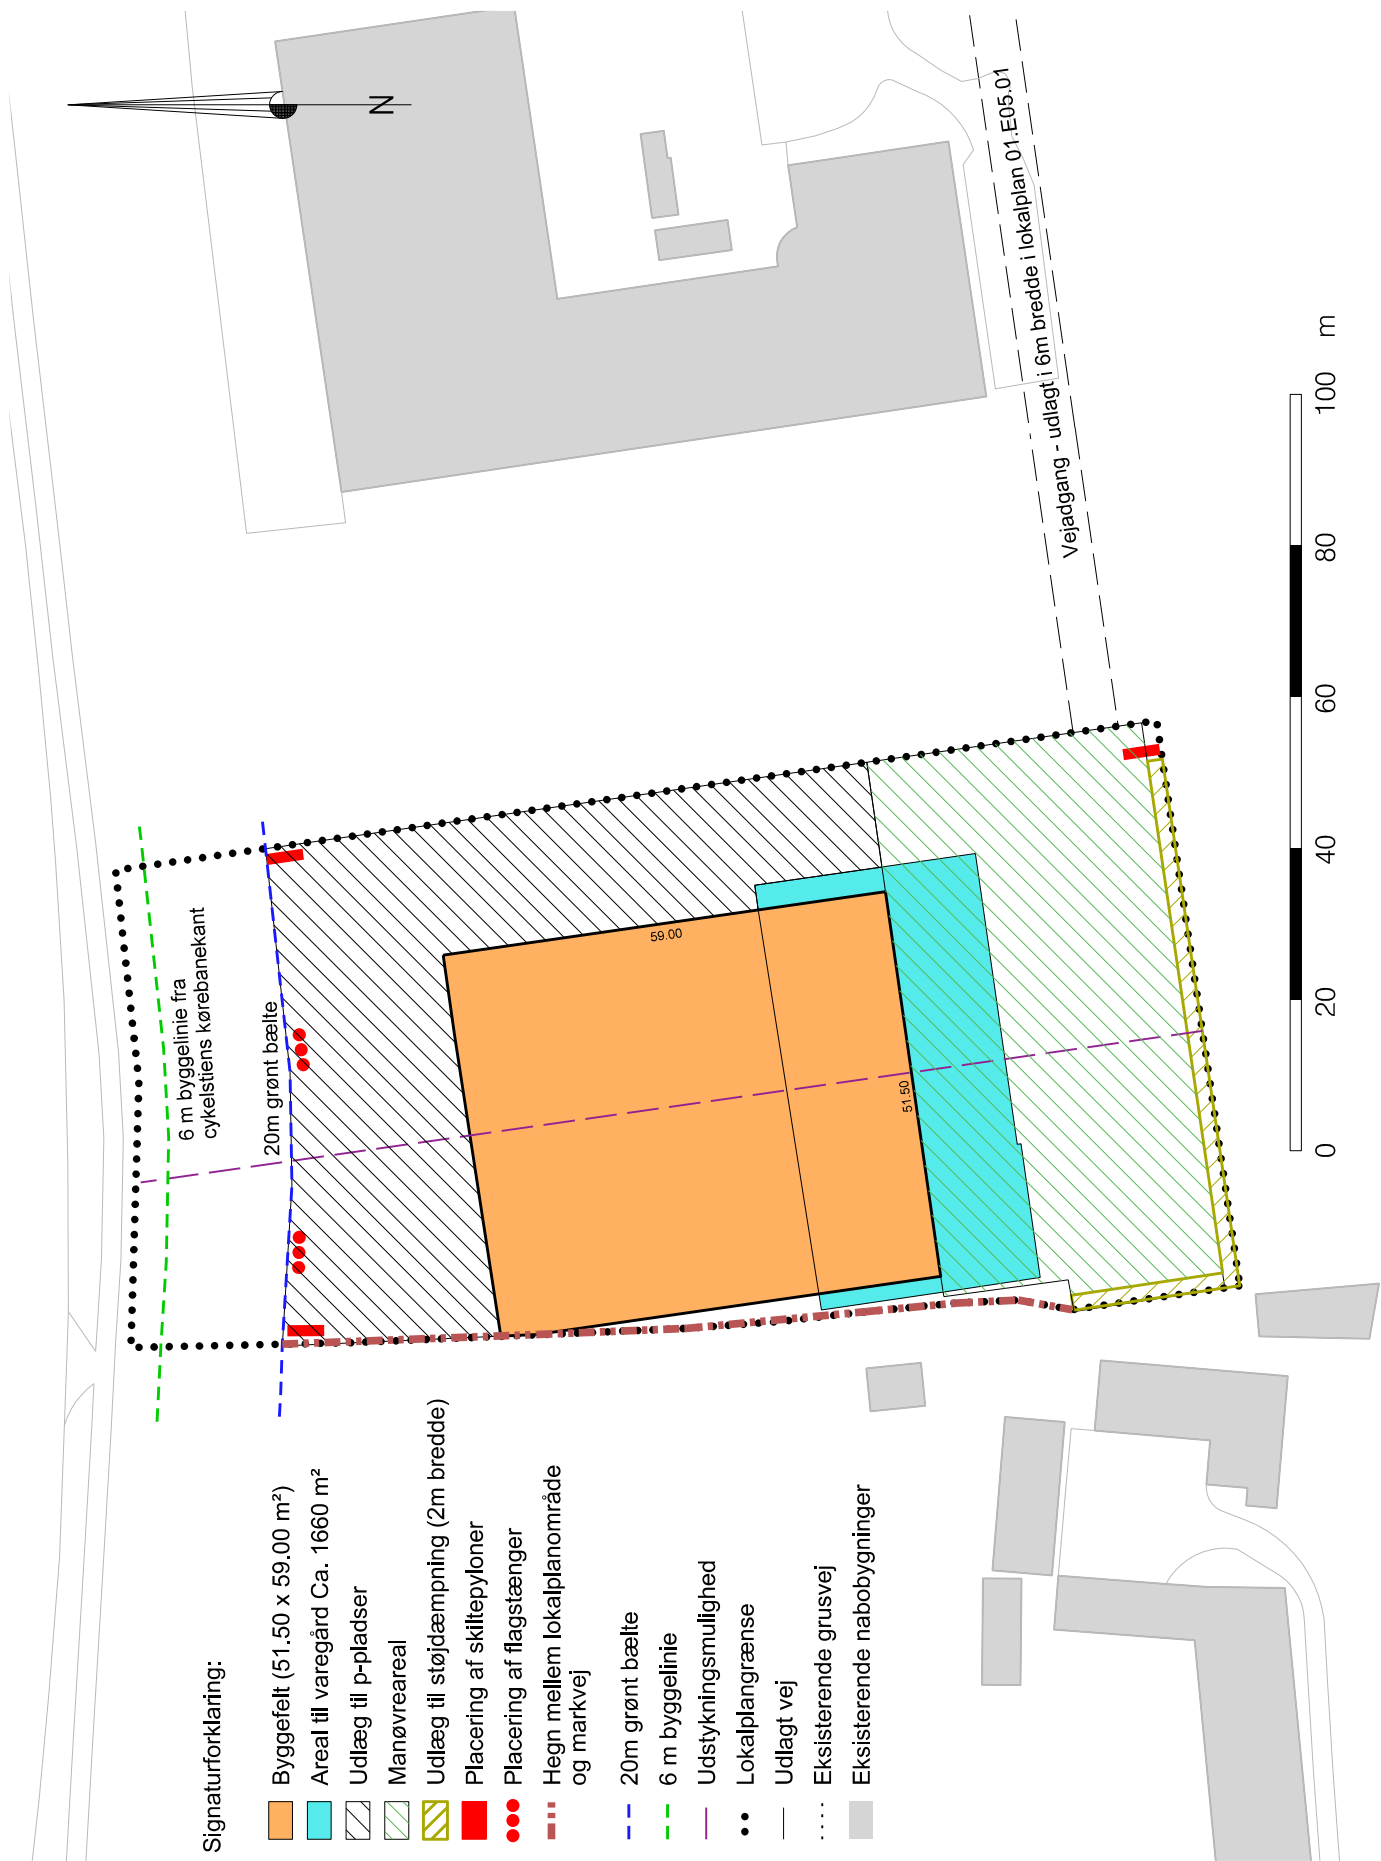 N
6 m byggelinie fra
cykelstiens kørebanekant
20m grønt bælte
59.00
51.50
Vejadgang - udlagt i 6m bredde i lokalplan 01.E05.01
Signaturforklaring:
Byggefelt (51.50 x 59.00 m²)
Areal til varegård Ca. 1660 m²
Udlæg til p-pladser
Manøvreareal
Udlæg til støjdæmpning (2m bredde)
Placering af skiltepyloner
Placering af flagstænger
Hegn mellem lokalplanområde
og markvej
20m grønt bælte
6 m byggelinie
Udstykningsmulighed
Lokalplangrænse
Udlagt vej
Eksisterende grusvej
Eksisterende nabobygninger
0 20 40 60 80 100 m